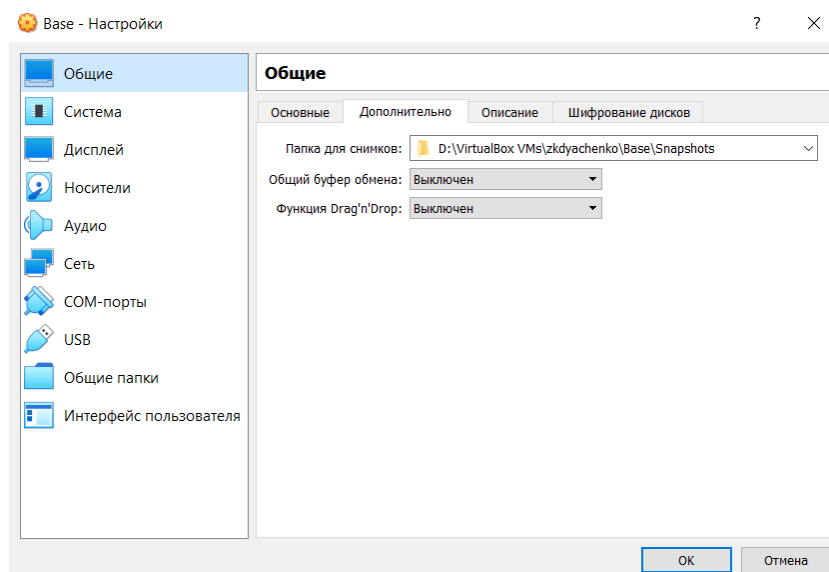 Base - Настройки
?
Общие
Система
Дисплей
Носители
Аудио
Сеть
COM-порты
USB
Общие папки
Интерфейс пользователя
Общие
Основные
Дополнительно
Описание
Шифрование дисков
Папка для снимков: D:\VirtualBox VMs\zkdyachenko\Base\Snapshots
Общий буфер обмена: Выключен
Функция Drag'n'Drop: Выключен
OK
Отмена